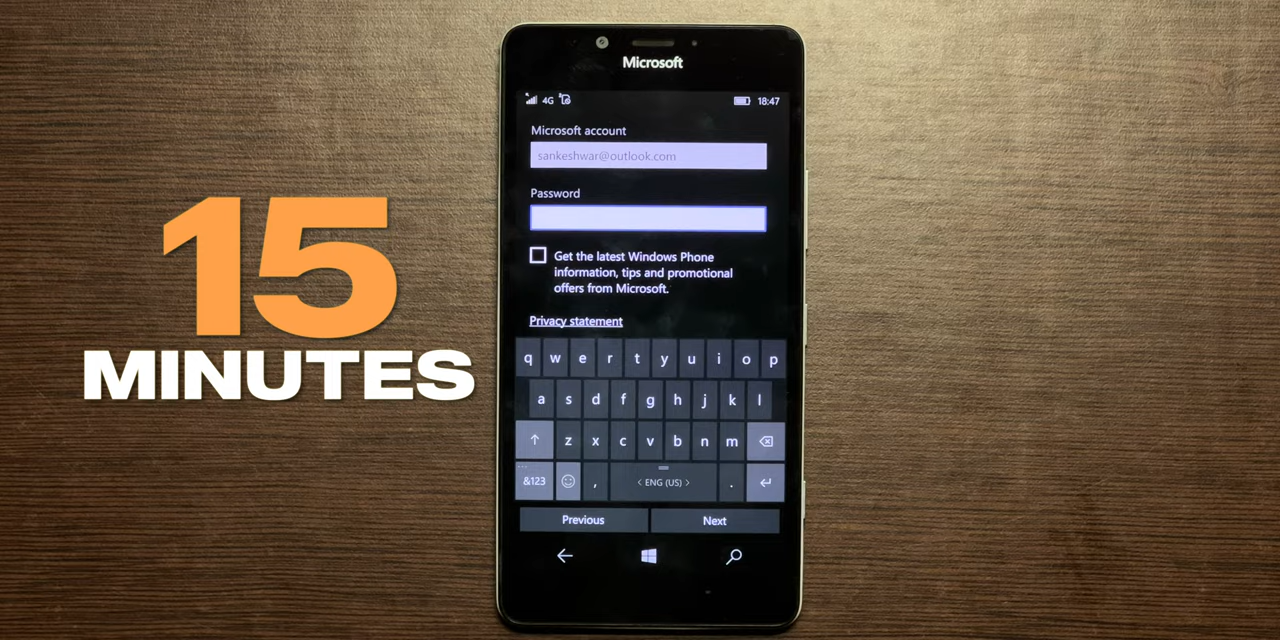 15
MINUTES
Microsoft
4G
18:47
Microsoft account
sankeshwar@outlook.com
Password
Get the latest Windows Phone
information, tips and promotional
offers from Microsoft.
Privacy statement
q w e r t y u i o p
a s d f g h j k l
z x c v b n m
&123 , ENG (US) .
Previous Next